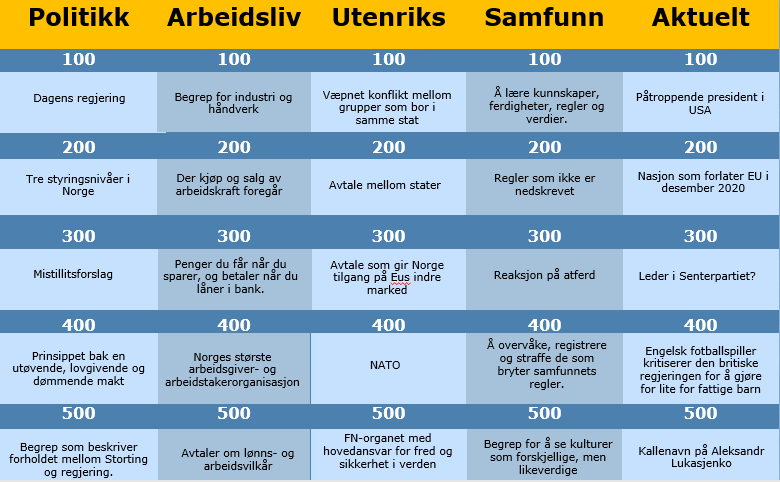 Politikk Arbeidsliv Utenriks Samfunn Aktuelt
100 100 100 100 100
Dagens regjering
Begrep for industri og
håndverk
Væpnet konflikt mellom
grupper som bor i
samme stat
Å lære kunnskaper,
ferdigheter, regler og
verdier.
Påtroppende president i
USA
200 200 200 200 200
Tre styringsnivåer i
Norge
Der kjøp og salg av
arbeidskraft foregår
Avtale mellom stater
Regler som ikke er
nedskrevet
Nasjon som forlater EU i
desember 2020
300 300 300 300 300
Mistillitsforslag
Penger du får når du
sparer, og betaler når du
låner i bank.
Avtale som gir Norge
tilgang på Eus indre
marked
Reaksjon på atferd
Leder i Senterpartiet?
400 400 400 400 400
Prinsippet bak en
utøvende, lovgivende og
dømmende makt
Norges største
arbeidsgiver- og
arbeidstakerorganisasjon
NATO
Å overvåke, registrere
og straffe de som
bryter samfunnets
regler.
Engelsk fotballspiller
kritiserer den britiske
regjeringen for å gjøre
for lite for fattige barn
500 500 500 500 500
Begrep som beskriver
forholdet mellom Storting
og regjering.
Avtaler om lønns- og
arbeidsvilkår
FN-organet med
hovedansvar for fred og
sikkerhet i verden
Begrep for å se kulturer
som forskjellige, men
likeverdige
Kallenavn på Aleksandr
Lukasjenko